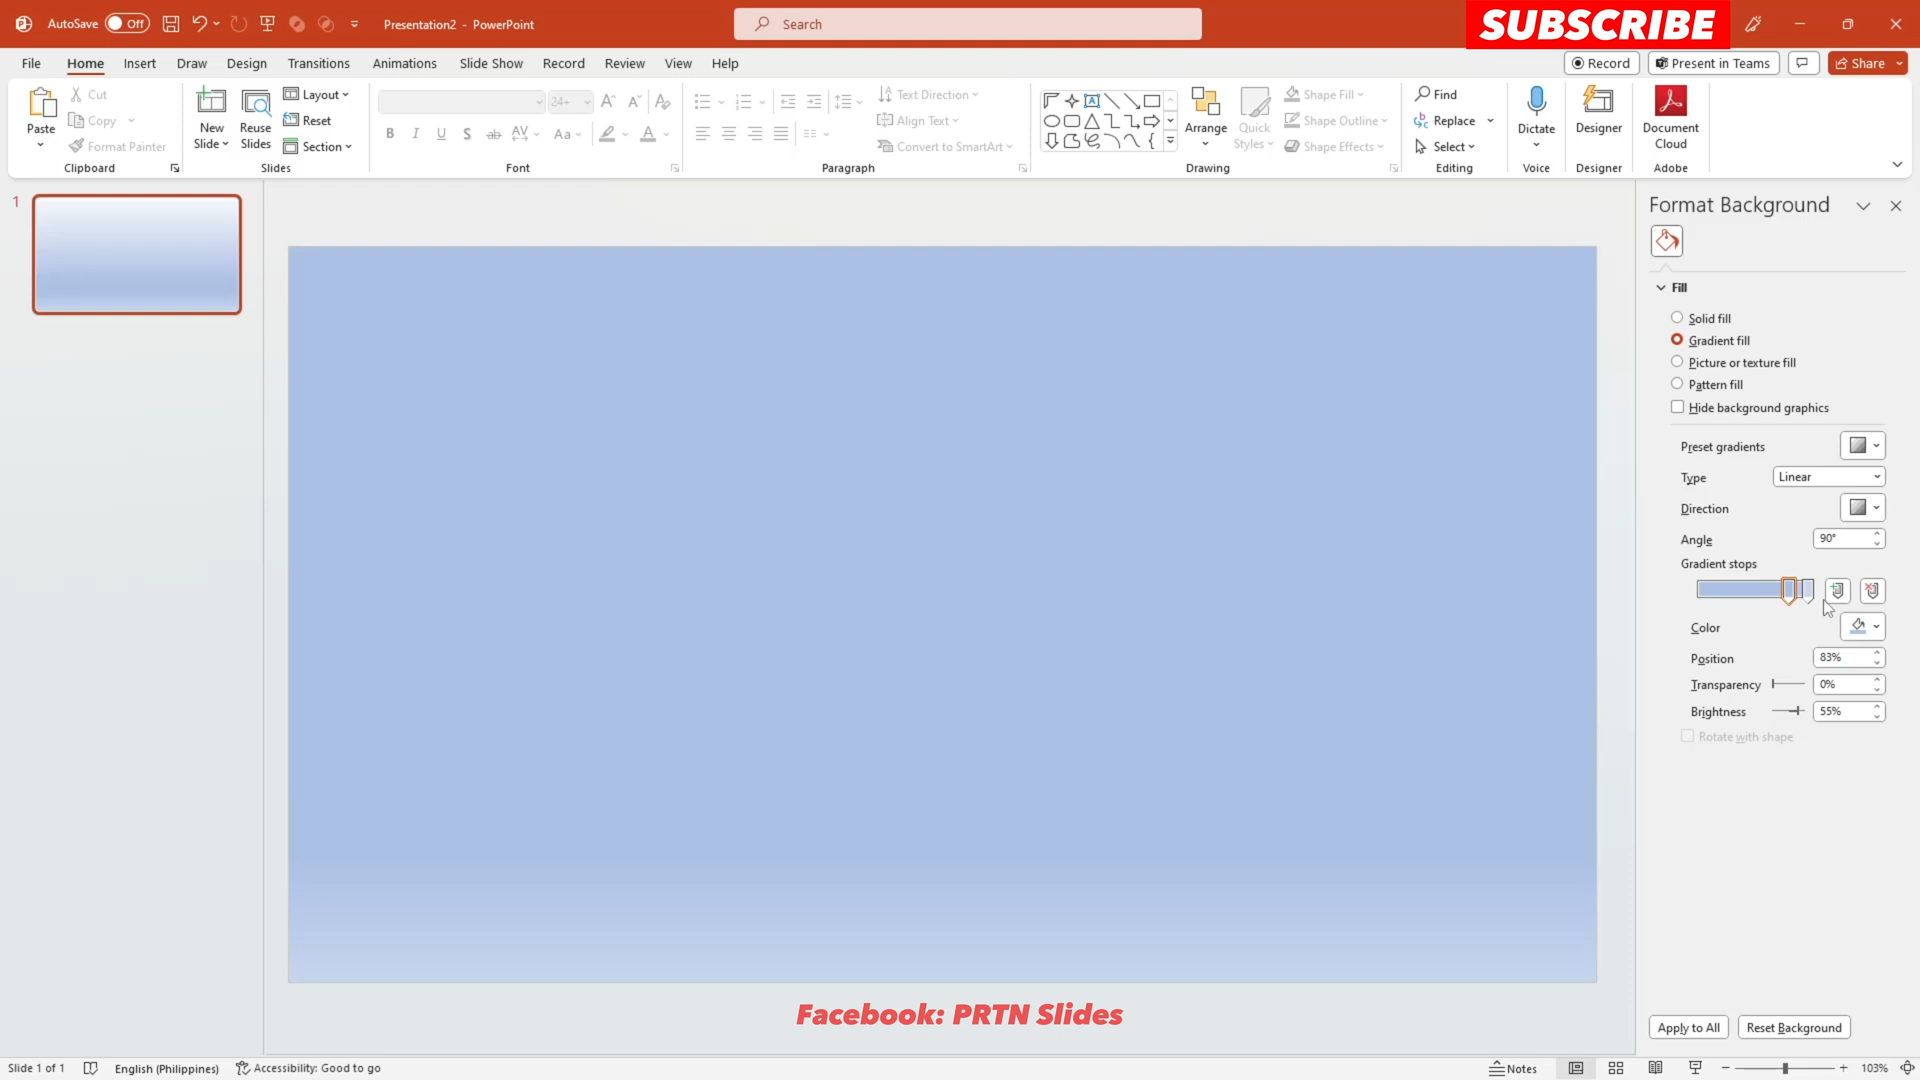 AutoSave Off Presentation2 - PowerPoint Search SUBSCRIBE
File Home Insert Draw Design Transitions Animations Slide Show Record Review View Help Record Present in Teams Share
Paste Cut Copy Format Painter Clipboard
New Slide Reuse Slides Layout Reset Section Slides
24+ B I U S ab AV Aa A Font
Text Direction Align Text Convert to SmartArt Paragraph
Arrange Quick Styles Shape Fill Shape Outline Shape Effects Drawing
Find Replace Select Editing
Dictate Voice
Designer Designer
Document Cloud Adobe
1
Format Background
Fill
Solid fill
Gradient fill
Picture or texture fill
Pattern fill
Hide background graphics
Preset gradients
Type Linear
Direction
Angle 90°
Gradient stops
Color
Position 83%
Transparency 0%
Brightness 55%
Rotate with shape
Facebook: PRTN Slides
Apply to All Reset Background
Slide 1 of 1 English (Philippines) Accessibility: Good to go Notes 103%